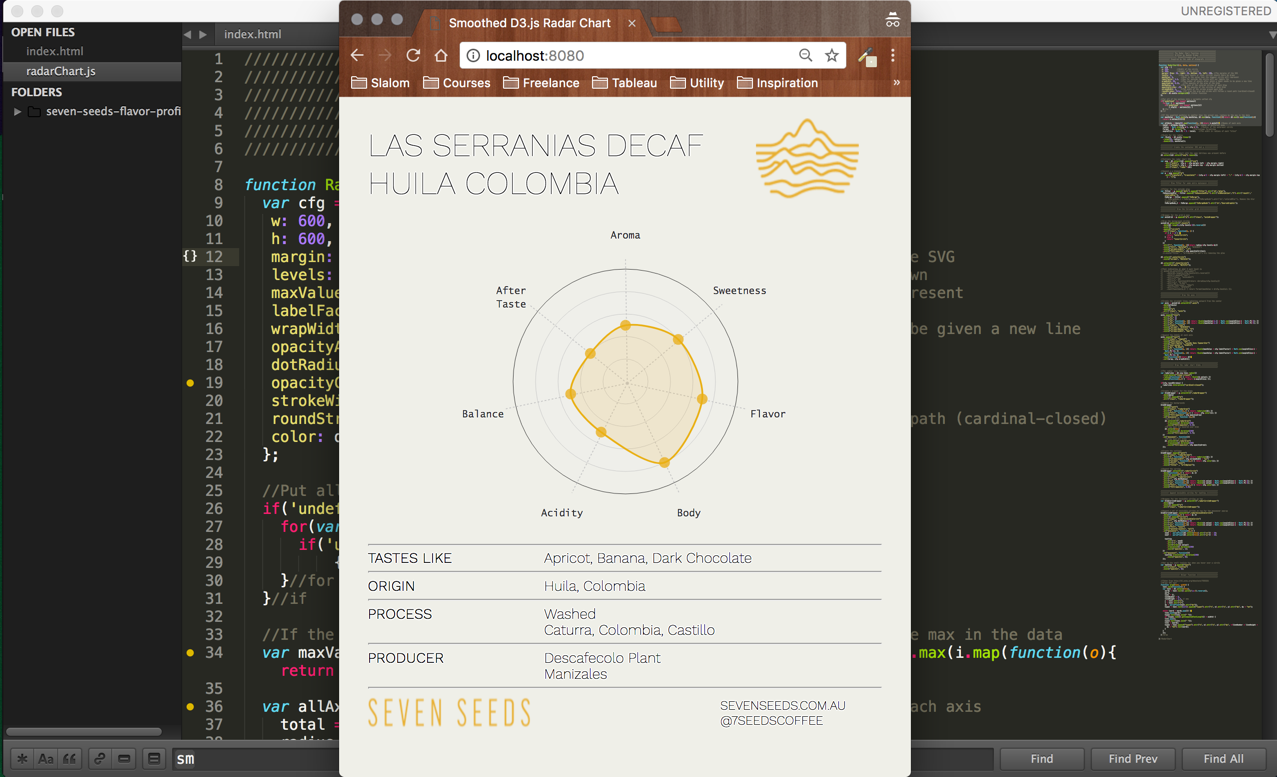 UNREGISTERED
OPEN FILES
index.html
radarChart.js
FOLDERS
seven-seeds-flavor-profi
index.html
1 ///////////
2 ///////////
3 ///////////
4 ///////////
5 ///////////
6 ///////////
7
8 function Ra
9 var cfg =
10 w: 600,
11 h: 600,
{} 12 margin: e SVG
13 levels: wn
14 maxValue resent
15 labelFac
16 wrapWidt be given a new line
17 opacityA
18 dotRadiu
19 opacityC
20 strokeWi
21 roundStr path (cardinal-closed)
22 color: c
23 };
24
25 //Put all
26 if('undef
27 for(var
28 if('u
29
30 }//for
31 }//if
32
33 //If the e max in the data
34 var maxVa .max(i.map(function(o){
return
35
36 var allAx ach axis
37 total =
38 radius
sm
Find
Find Prev
Find All
Smoothed D3.js Radar Chart
localhost:8080
Slalom
Courses
Freelance
Tableau
Utility
Inspiration
»
LAS SERRANIAS DECAF
HUILA COLOMBIA
Aroma
Sweetness
Flavor
Body
Acidity
Balance
After
Taste
TASTES LIKE Apricot, Banana, Dark Chocolate
ORIGIN Huila, Colombia
PROCESS Washed
Caturra, Colombia, Castillo
PRODUCER Descafecolo Plant
Manizales
SEVEN SEEDS
SEVENSEEDS.COM.AU
@7SEEDSCOFFEE